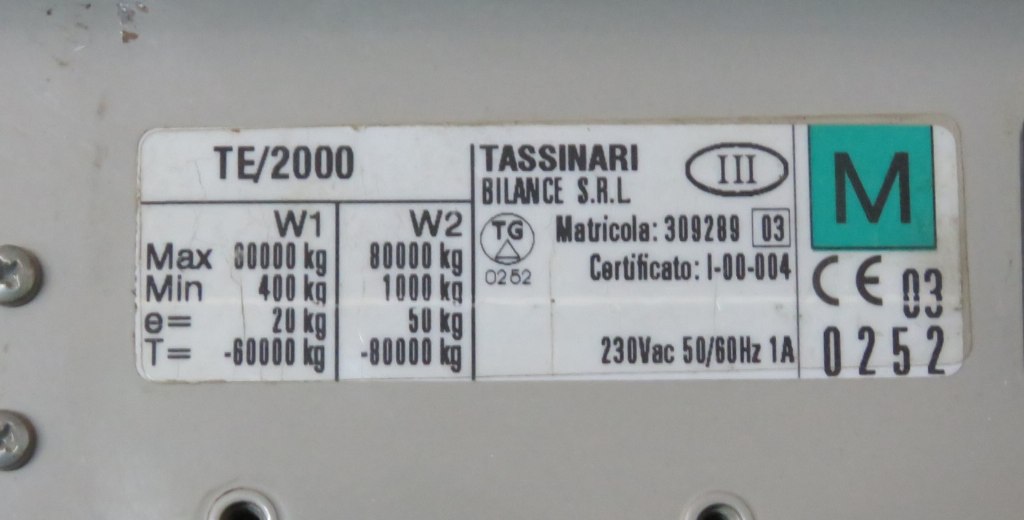 TE/2000
W1 W2
Max 60000 kg 80000 kg
Min 400 kg 1000 kg
e= 20 kg 50 kg
T= -60000 kg -80000 kg
TASSINARI
BILANCE S.R.L
III
TG
0252
Matricola: 309289 03
Certificato: I-00-004
230Vac 50/60Hz 1A
M
CE 03
0252